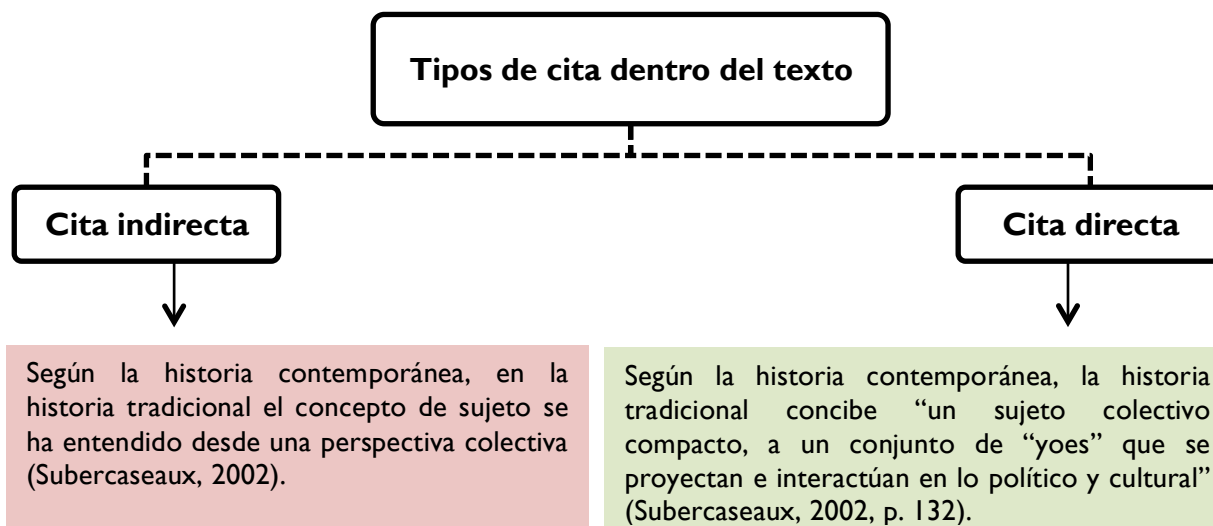 Tipos de cita dentro del texto
Cita indirecta
Cita directa
Según la historia contemporánea, en la
historia tradicional el concepto de sujeto se
ha entendido desde una perspectiva colectiva
(Subercaseaux, 2002).
Según la historia contemporánea, la historia
tradicional concibe “un sujeto colectivo
compacto, a un conjunto de “yoes” que se
proyectan e interactúan en lo político y cultural”
(Subercaseaux, 2002, p. 132).